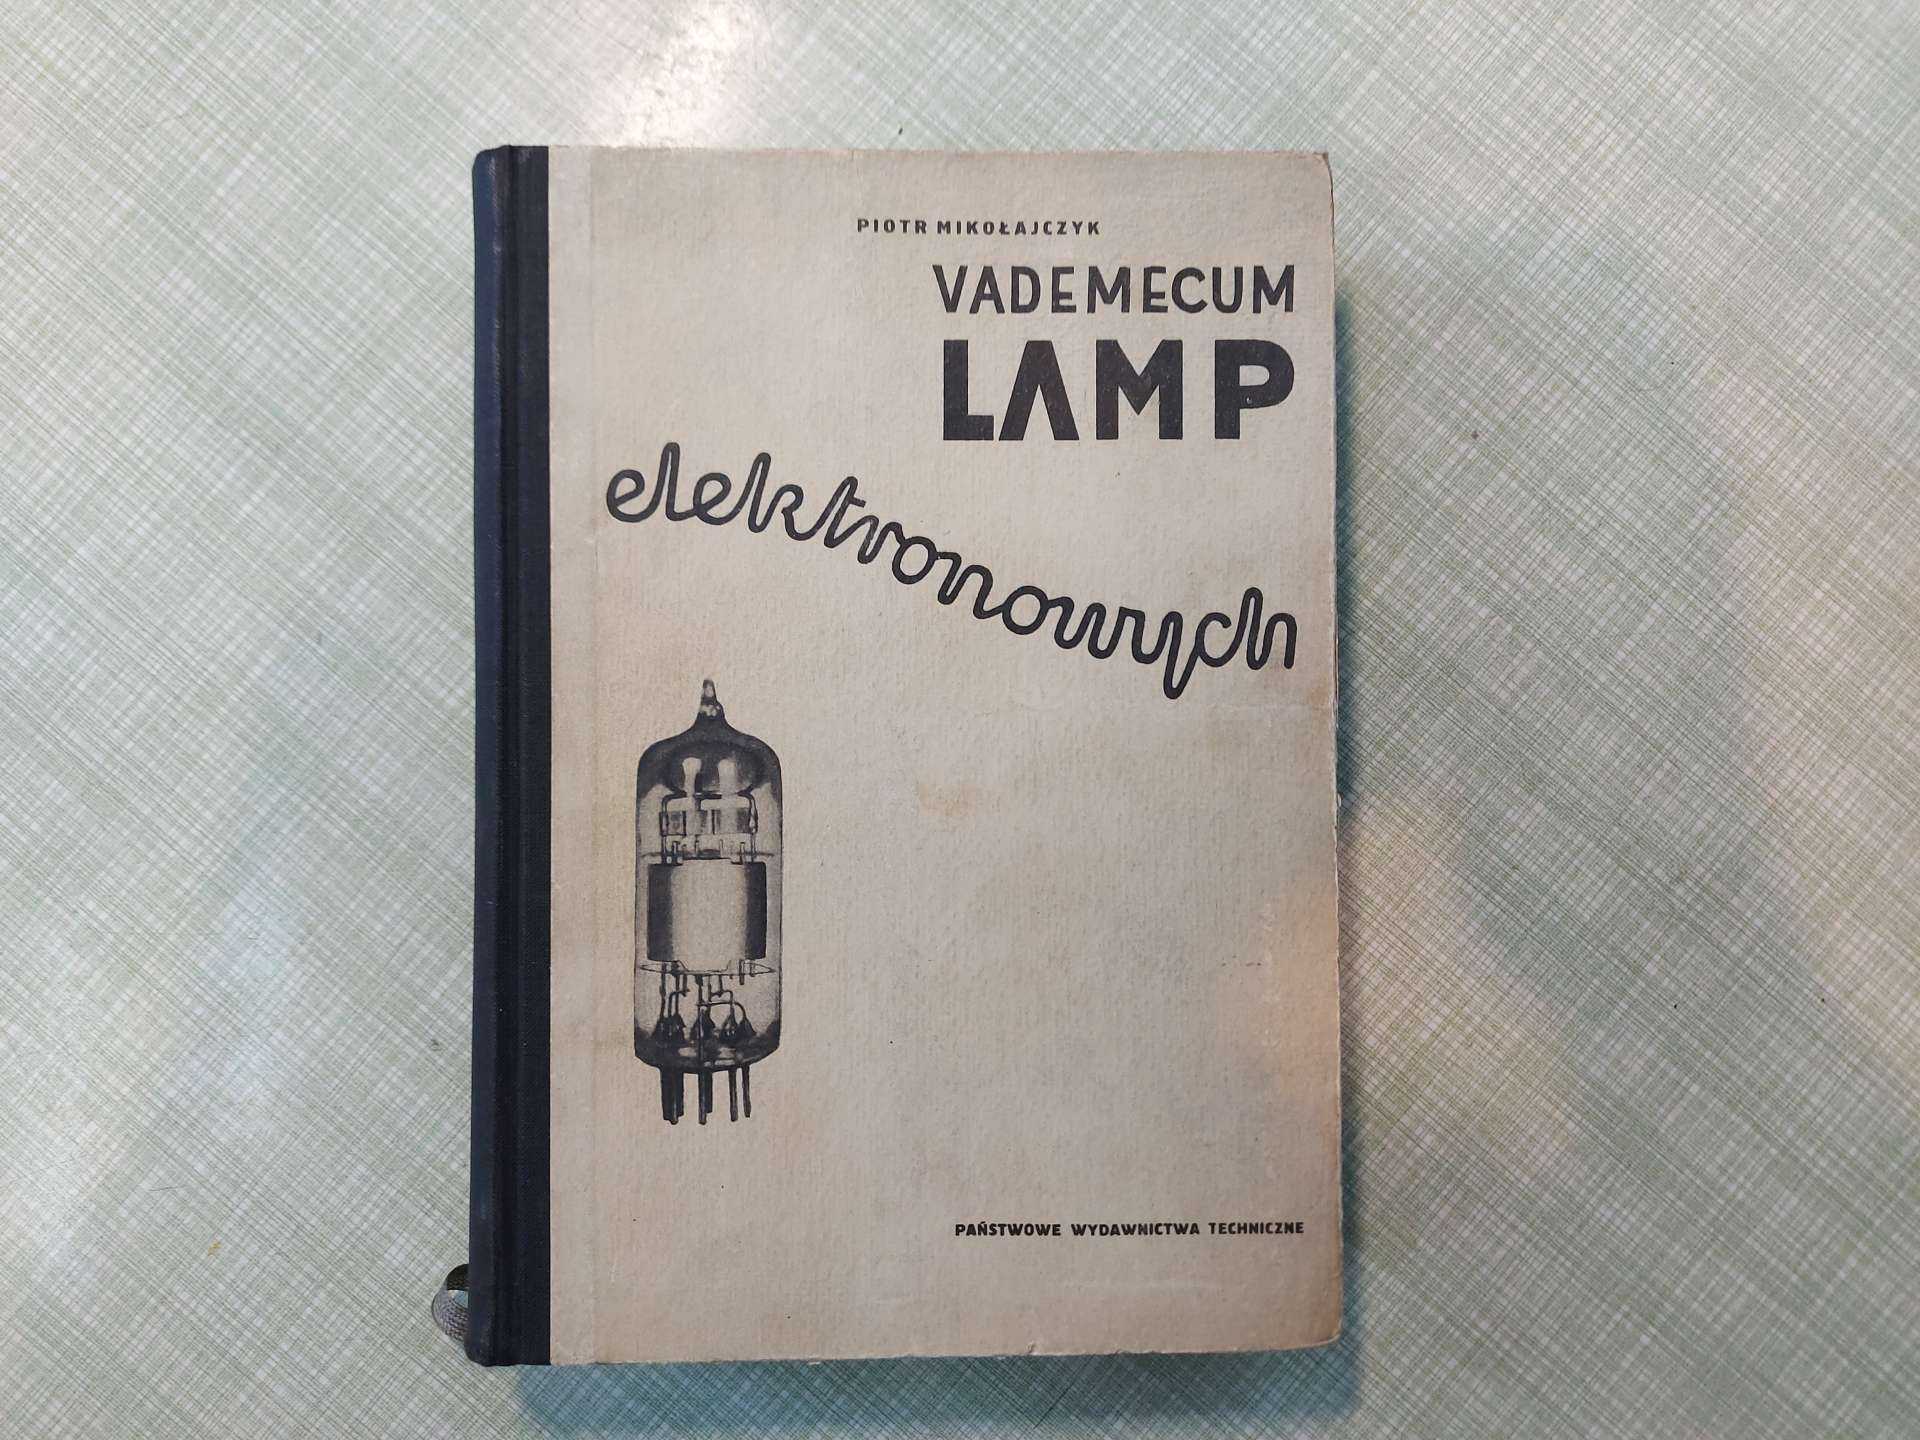 PIOTR MIKOŁAJCZYK
VADEMECUM
LAMP
elektronowych
PAŃSTWOWE WYDAWNICTWA TECHNICZNE